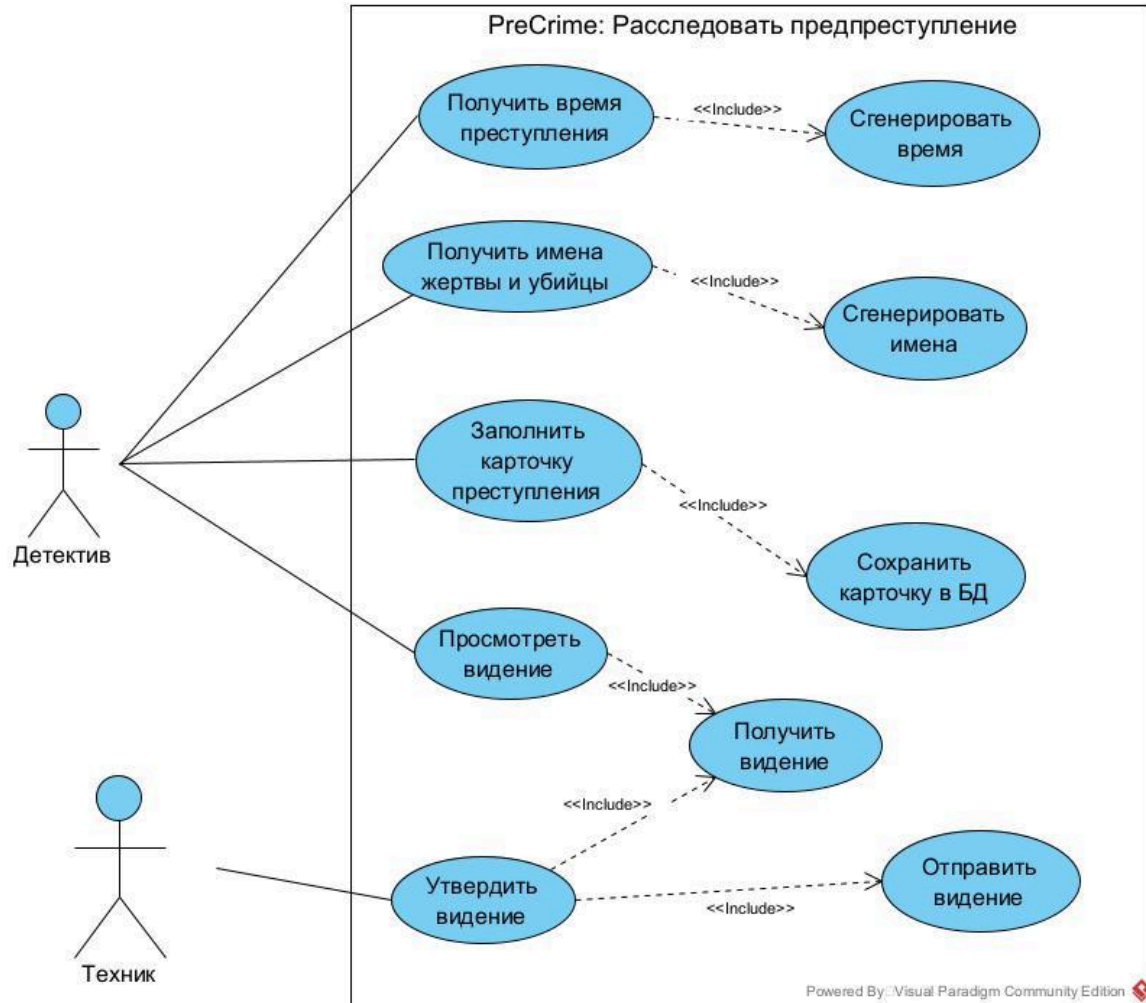 PreCrime: Расследовать предпреступление
Получить время
преступления
<<Include>>
Сгенерировать
время
Получить имена
жертвы и убийцы
<<Include>>
Сгенерировать
имена
Заполнить
карточку
преступления
<<Include>>
Сохранить
карточку в БД
Детектив
Просмотреть
видение
<<Include>>
Получить
видение
<<Include>>
Утвердить
видение
<<Include>>
Отправить
видение
Техник
Powered By Visual Paradigm Community Edition